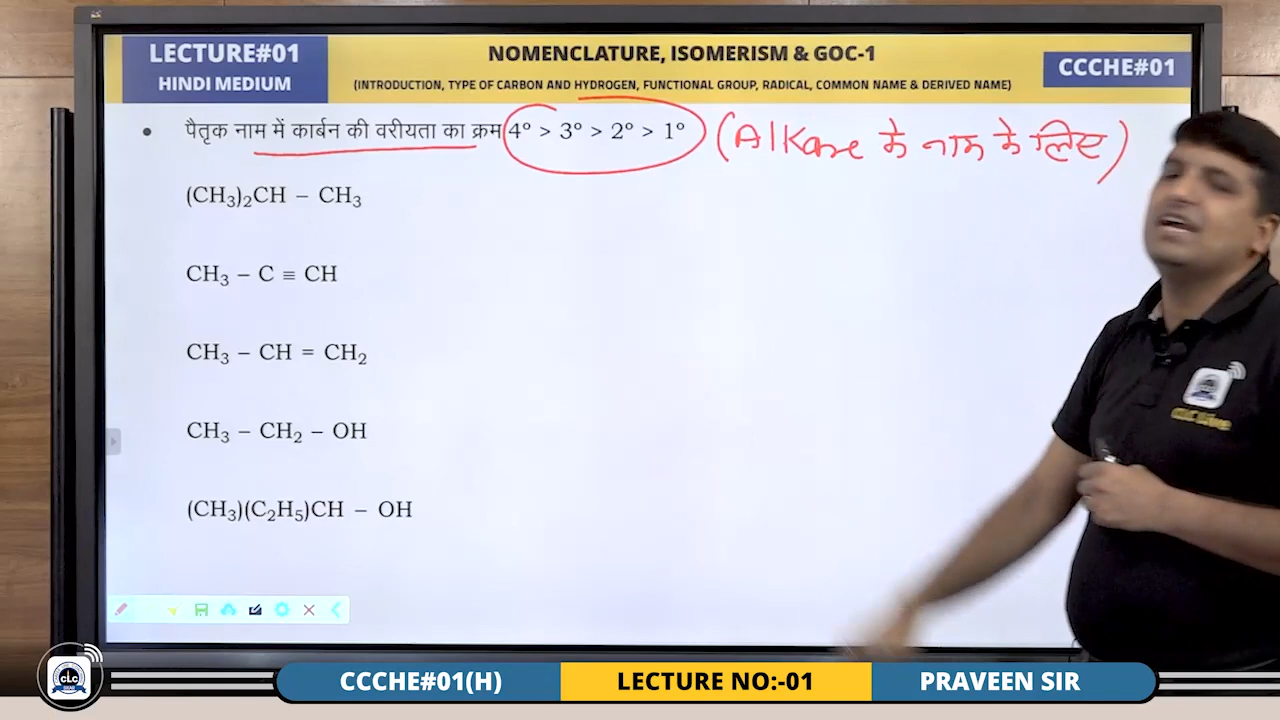 LECTURE#01
HINDI MEDIUM
NOMENCLATURE, ISOMERISM & GOC-1
(INTRODUCTION, TYPE OF CARBON AND HYDROGEN, FUNCTIONAL GROUP, RADICAL, COMMON NAME & DERIVED NAME)
CCCHE#01
• पैतृक नाम में कार्बन की वरीयता का क्रम 4° > 3° > 2° > 1° (Alkane के नाम के लिए)
(CH₃)₂CH – CH₃
CH₃ – C ≡ CH
CH₃ – CH = CH₂
CH₃ – CH₂ – OH
(CH₃)(C₂H₅)CH – OH
CLC
CCCHE#01(H)
LECTURE NO:-01
PRAVEEN SIR